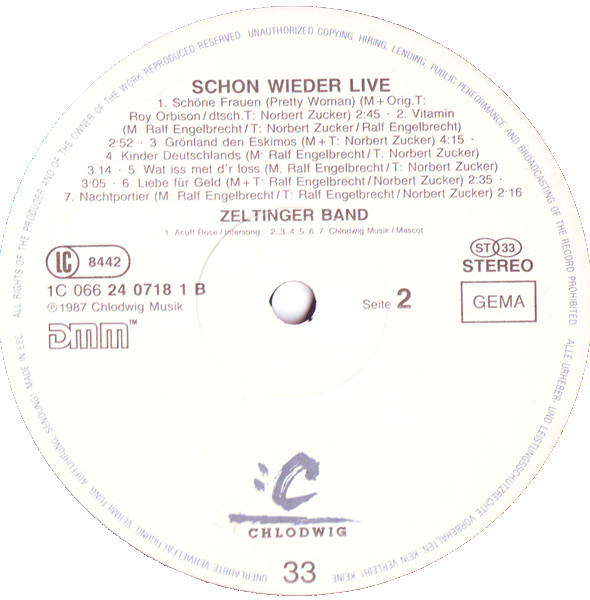 UNAUTHORIZED COPYING, HIRING, LENDING, PUBLIC PERFORMANCE AND BROADCASTING OF THE RECORD PROHIBITED.
ALL RIGHTS OF THE PRODUCER AND OF THE OWNER OF THE WORK REPRODUCED RESERVED.
SCHON WIEDER LIVE
1. Schöne Frauen (Pretty Woman) (M + Orig.T:
Roy Orbison / dtsch.T: Norbert Zucker) 2:45 · 2. Vitamin
(M Ralf Engelbrecht / T: Norbert Zucker / Ralf Engelbrecht)
2:52 · 3 Grönland den Eskimos (M + T: Norbert Zucker) 4:15 ·
4 Kinder Deutschlands (M: Ralf Engelbrecht / T: Norbert Zucker)
3 14 · 5 Wat iss met d'r loss (M. Ralf Engelbrecht / T: Norbert Zucker)
3:05 · 6 Liebe für Geld (M + T: Ralf Engelbrecht / Norbert Zucker) 2:35 ·
7. Nachtportier (M: Ralf Engelbrecht / T: Norbert Zucker) 2:16
ZELTINGER BAND
1. Acuff Rose / Intersong · 2., 3., 4., 5., 6., 7 Chlodwig Musik / Mascot
LC 8442
1C 066 24 0718 1 B
℗ 1987 Chlodwig Musik
DMM™
Seite 2
ST 33
STEREO
GEMA
C
CHLODWIG
33
ALLE URHEBER- UND LEISTUNGSSCHUTZRECHTE VORBEHALTEN. KEIN VERLEIH! KEINE
UNERLAUBTE VERVIELFÄLTIGUNG, VERMIETUNG, AUFFÜHRUNG, SENDUNG! MADE IN EEC.